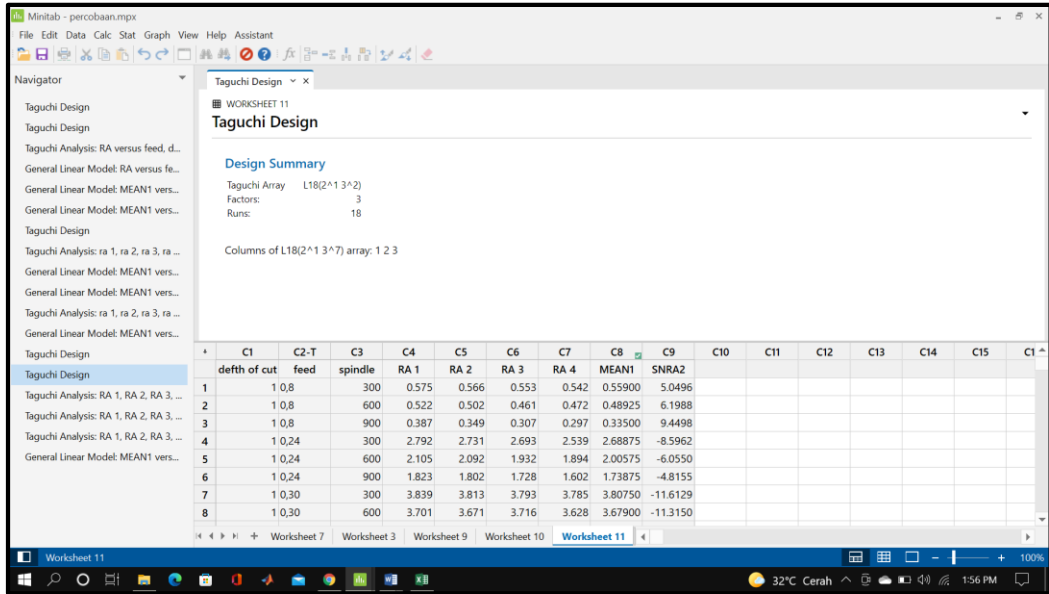 Minitab - percobaan.mpx
File Edit Data Calc Stat Graph View Help Assistant
Navigator
Taguchi Design
Taguchi Design
Taguchi Analysis: RA versus feed, d...
General Linear Model: RA versus fe...
General Linear Model: MEAN1 vers...
General Linear Model: MEAN1 vers...
Taguchi Design
Taguchi Analysis: ra 1, ra 2, ra 3, ra ...
General Linear Model: MEAN1 vers...
General Linear Model: MEAN1 vers...
Taguchi Analysis: ra 1, ra 2, ra 3, ra ...
General Linear Model: MEAN1 vers...
Taguchi Design
Taguchi Design
Taguchi Analysis: RA 1, RA 2, RA 3, ...
Taguchi Analysis: RA 1, RA 2, RA 3, ...
Taguchi Analysis: RA 1, RA 2, RA 3, ...
General Linear Model: MEAN1 vers...
Taguchi Design
WORKSHEET 11
Taguchi Design
Design Summary
Taguchi Array L18(2^1 3^2)
Factors: 3
Runs: 18
Columns of L18(2^1 3^7) array: 1 2 3
C1 C2-T C3 C4 C5 C6 C7 C8 C9 C10 C11 C12 C13 C14 C15 C1
defth of cut feed spindle RA 1 RA 2 RA 3 RA 4 MEAN1 SNRA2
1 1 0,8 300 0.575 0.566 0.553 0.542 0.55900 5.0496
2 1 0,8 600 0.522 0.502 0.461 0.472 0.48925 6.1988
3 1 0,8 900 0.387 0.349 0.307 0.297 0.33500 9.4498
4 1 0,24 300 2.792 2.731 2.693 2.539 2.68875 -8.5962
5 1 0,24 600 2.105 2.092 1.932 1.894 2.00575 -6.0550
6 1 0,24 900 1.823 1.802 1.728 1.602 1.73875 -4.8155
7 1 0,30 300 3.839 3.813 3.793 3.785 3.80750 -11.6129
8 1 0,30 600 3.701 3.671 3.716 3.628 3.67900 -11.3150
Worksheet 7 Worksheet 3 Worksheet 9 Worksheet 10 Worksheet 11
Worksheet 11
100%
32°C Cerah 1:56 PM